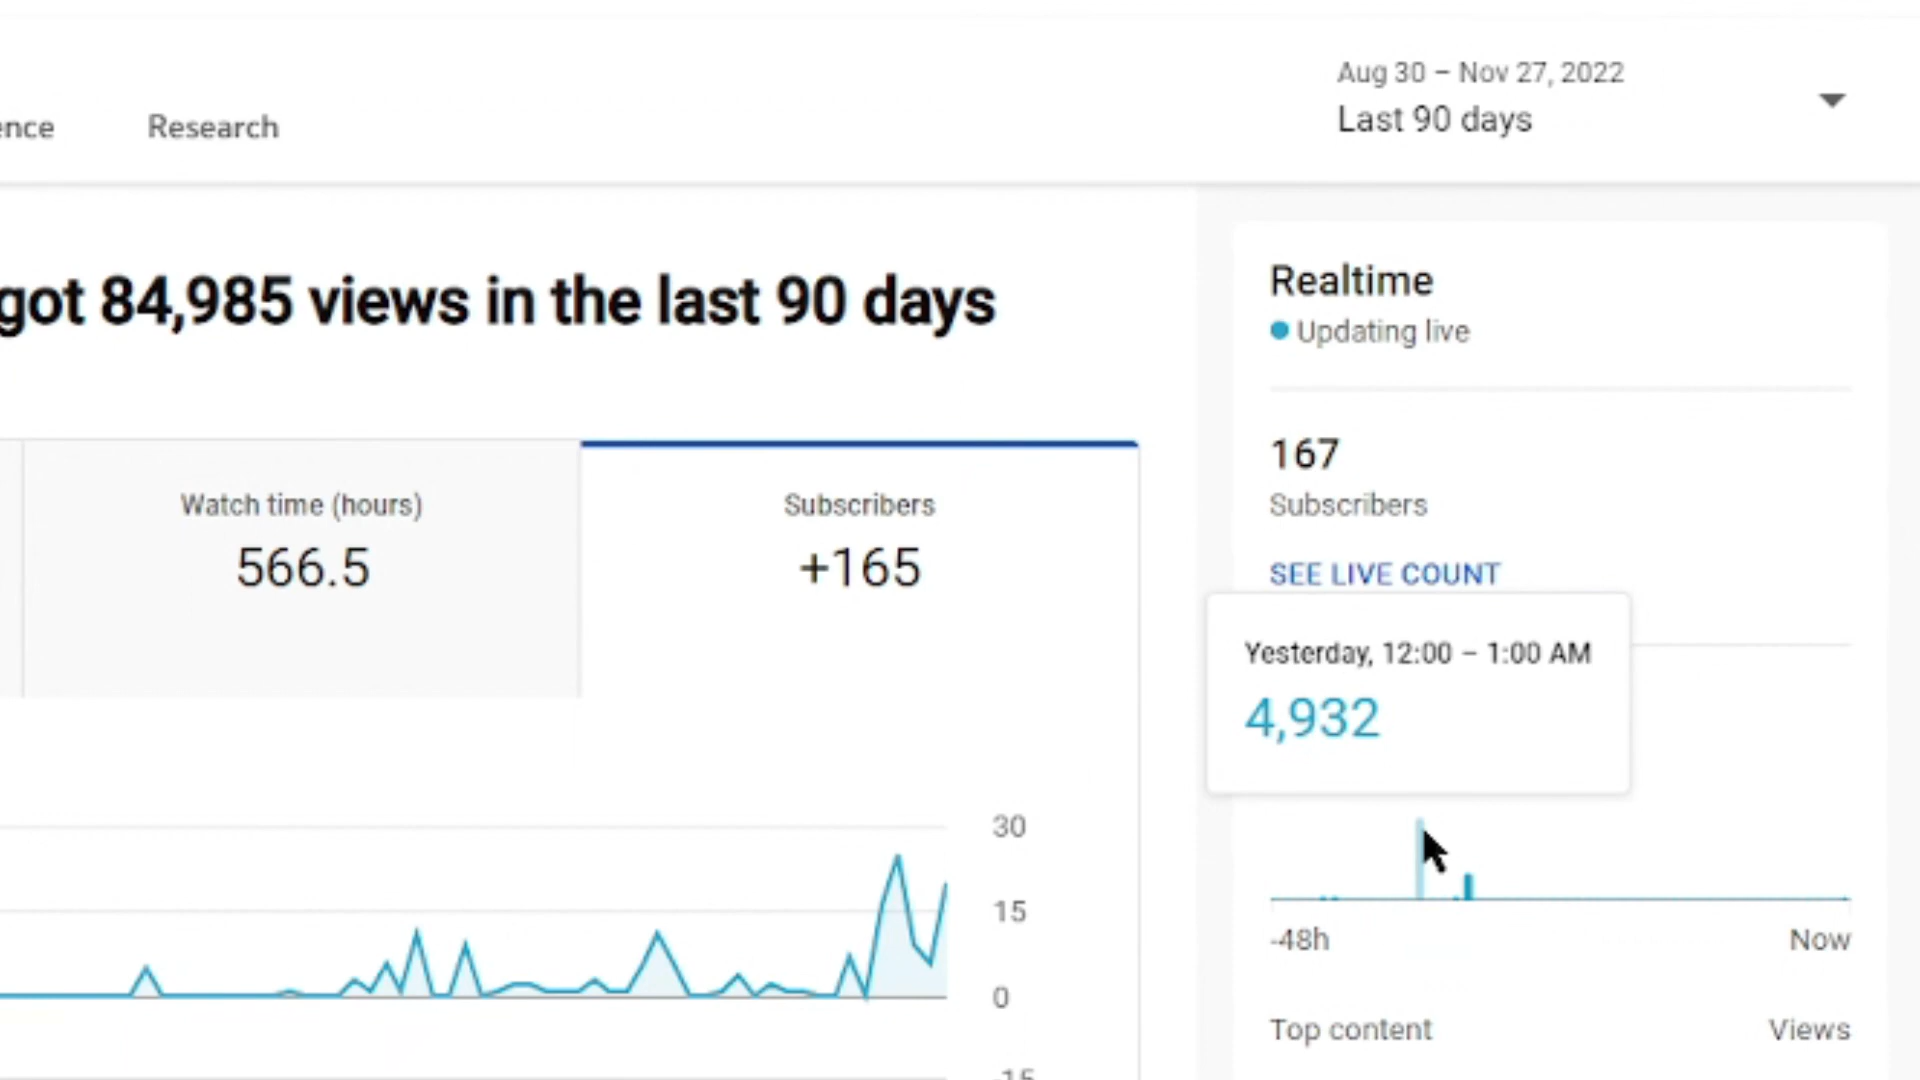 Aug 30 – Nov 27, 2022
Last 90 days
ence
Research
got 84,985 views in the last 90 days
Realtime
Updating live
167
Subscribers
SEE LIVE COUNT
Watch time (hours)
566.5
Subscribers
+165
Yesterday, 12:00 – 1:00 AM
4,932
30
15
0
-15
-48h
Now
Top content
Views